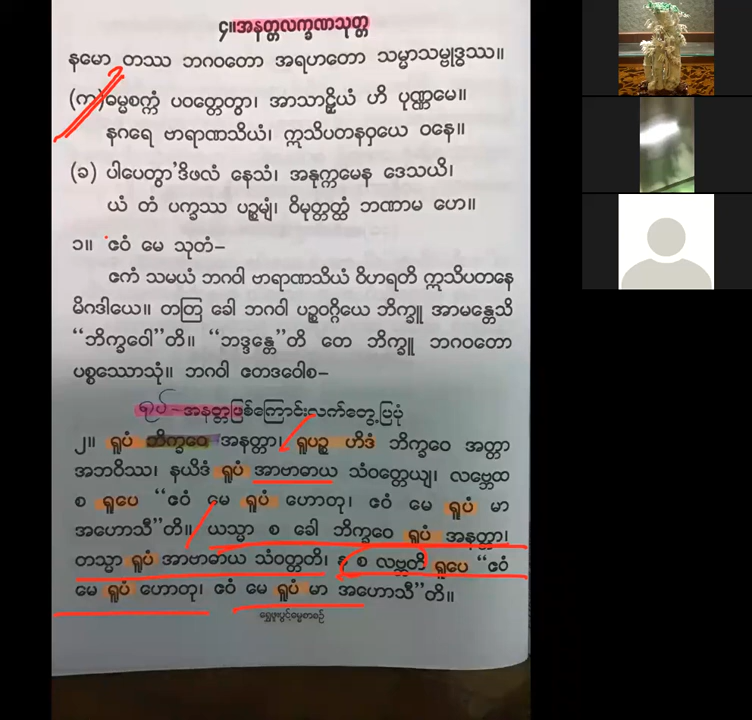 ၄။အနတ္တလက္ခဏသုတ္တ
နမော တဿ ဘဂဝတော အရဟတော သမ္မာသမ္ဗုဒ္ဓဿ။
(က)ဓမ္မစက္ကံ ပဝတ္တေတွာ၊ အာသာဠှိယံ ဟိ ပုဏ္ဏမေ။
နဂရေ ဗာရာဏသိယံ၊ ဣသိပတနဝှယေ ဝနေ။
(ခ) ပါပေတွာ'ဒိဖလံ နေသံ၊ အနုက္ကမေန ဒေသယိ၊
ယံ တံ ပက္ခဿ ပဉ္စမျံ၊ ဝိမုတ္တတ္ထံ ဘဏာမ ဟေ။
၁။ ဧဝံ မေ သုတံ–
ဧကံ သမယံ ဘဂဝါ ဗာရာဏသိယံ ဝိဟရတိ ဣသိပတနေ
မိဂဒါယေ။ တတြ ခေါ ဘဂဝါ ပဉ္စဝဂ္ဂိယေ ဘိက္ခူ အာမန္တေသိ
“ဘိက္ခဝေါ”တိ။ “ဘဒ္ဒန္တေ”တိ တေ ဘိက္ခူ ဘဂဝတော
ပစ္စဿောသုံ။ ဘဂဝါ ဧတဒဝေါစ–
ရုပ် – အနတ္တဖြစ်ကြောင်းလက်တွေ့ပြပုံ
၂။ ရူပံ ဘိက္ခဝေ အနတ္တာ၊ ရူပဉ္စ ဟိဒံ ဘိက္ခဝေ အတ္တာ
အဘဝိဿ၊ နယိဒံ ရူပံ အာဗာဓာယ သံဝတ္တေယျ၊ လဗ္ဘေထ
စ ရူပေ “ဧဝံ မေ ရူပံ ဟောတု၊ ဧဝံ မေ ရူပံ မာ
အဟောသီ”တိ။ ယသ္မာ စ ခေါ ဘိက္ခဝေ ရူပံ အနတ္တာ၊
တသ္မာ ရူပံ အာဗာဓာယ သံဝတ္တတိ၊ န စ လဗ္ဘတိ ရူပေ “ဧဝံ
မေ ရူပံ ဟောတု၊ ဧဝံ မေ ရူပံ မာ အဟောသီ”တိ။